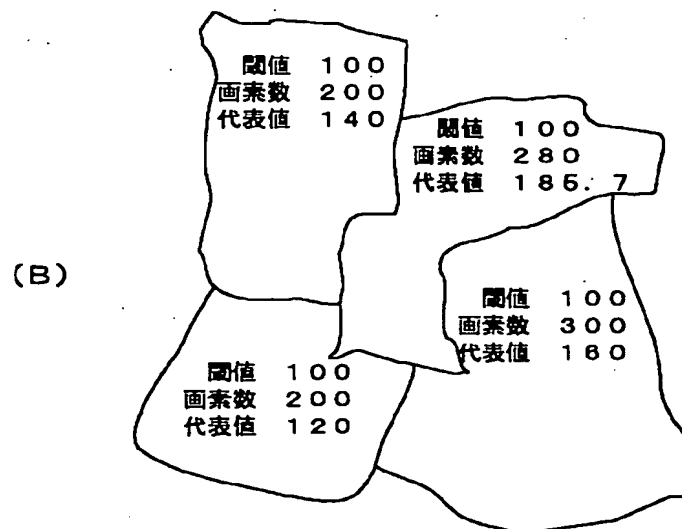 閾値 100
画素数 200
代表値 140
閾値 100
画素数 280
代表値 185.7
(B)
閾値 100
画素数 300
代表値 160
閾値 100
画素数 200
代表値 120